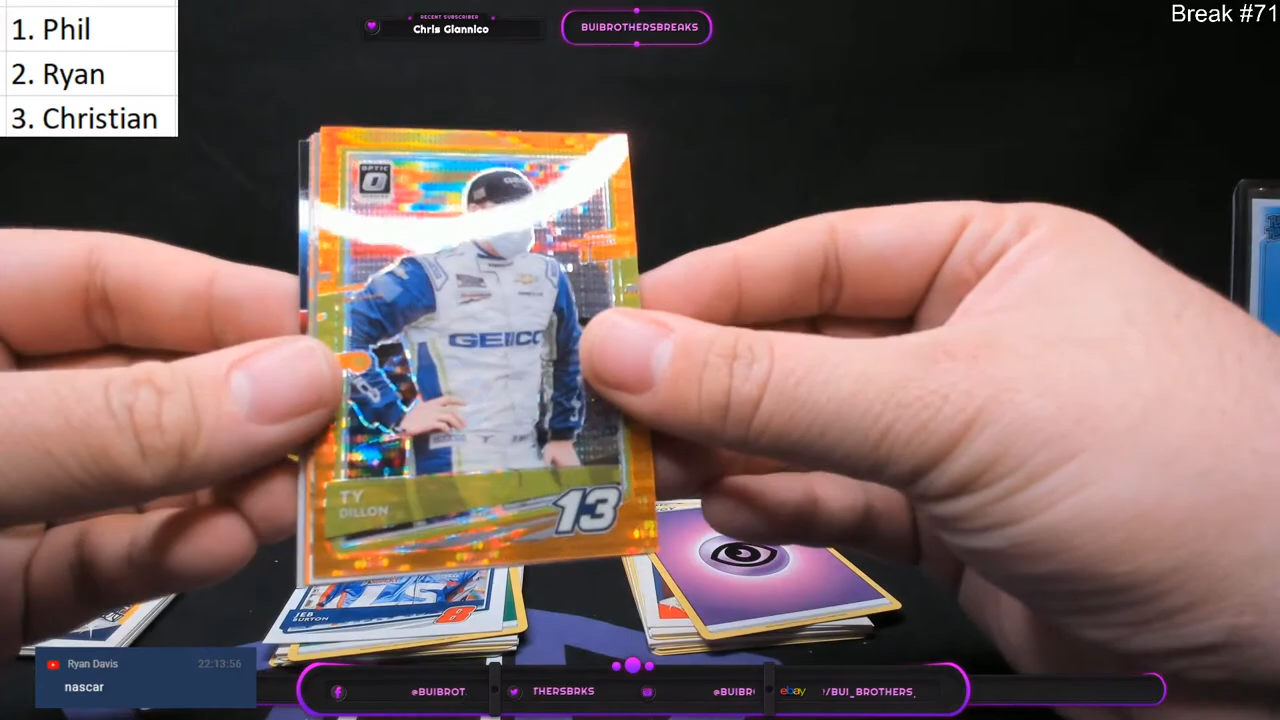 1. Phil
2. Ryan
3. Christian
RECENT SUBSCRIBER
Chris Giannico
BUIBROTHERSBREAKS
Break #71
OPTIC
GEICO
TY
DILLON
13
JEB
BURTON
8
Ryan Davis 22:13:56
nascar
@BUIBROT
THERSBRKS
@BUIBR
ebay
/BUI_BROTHERS_